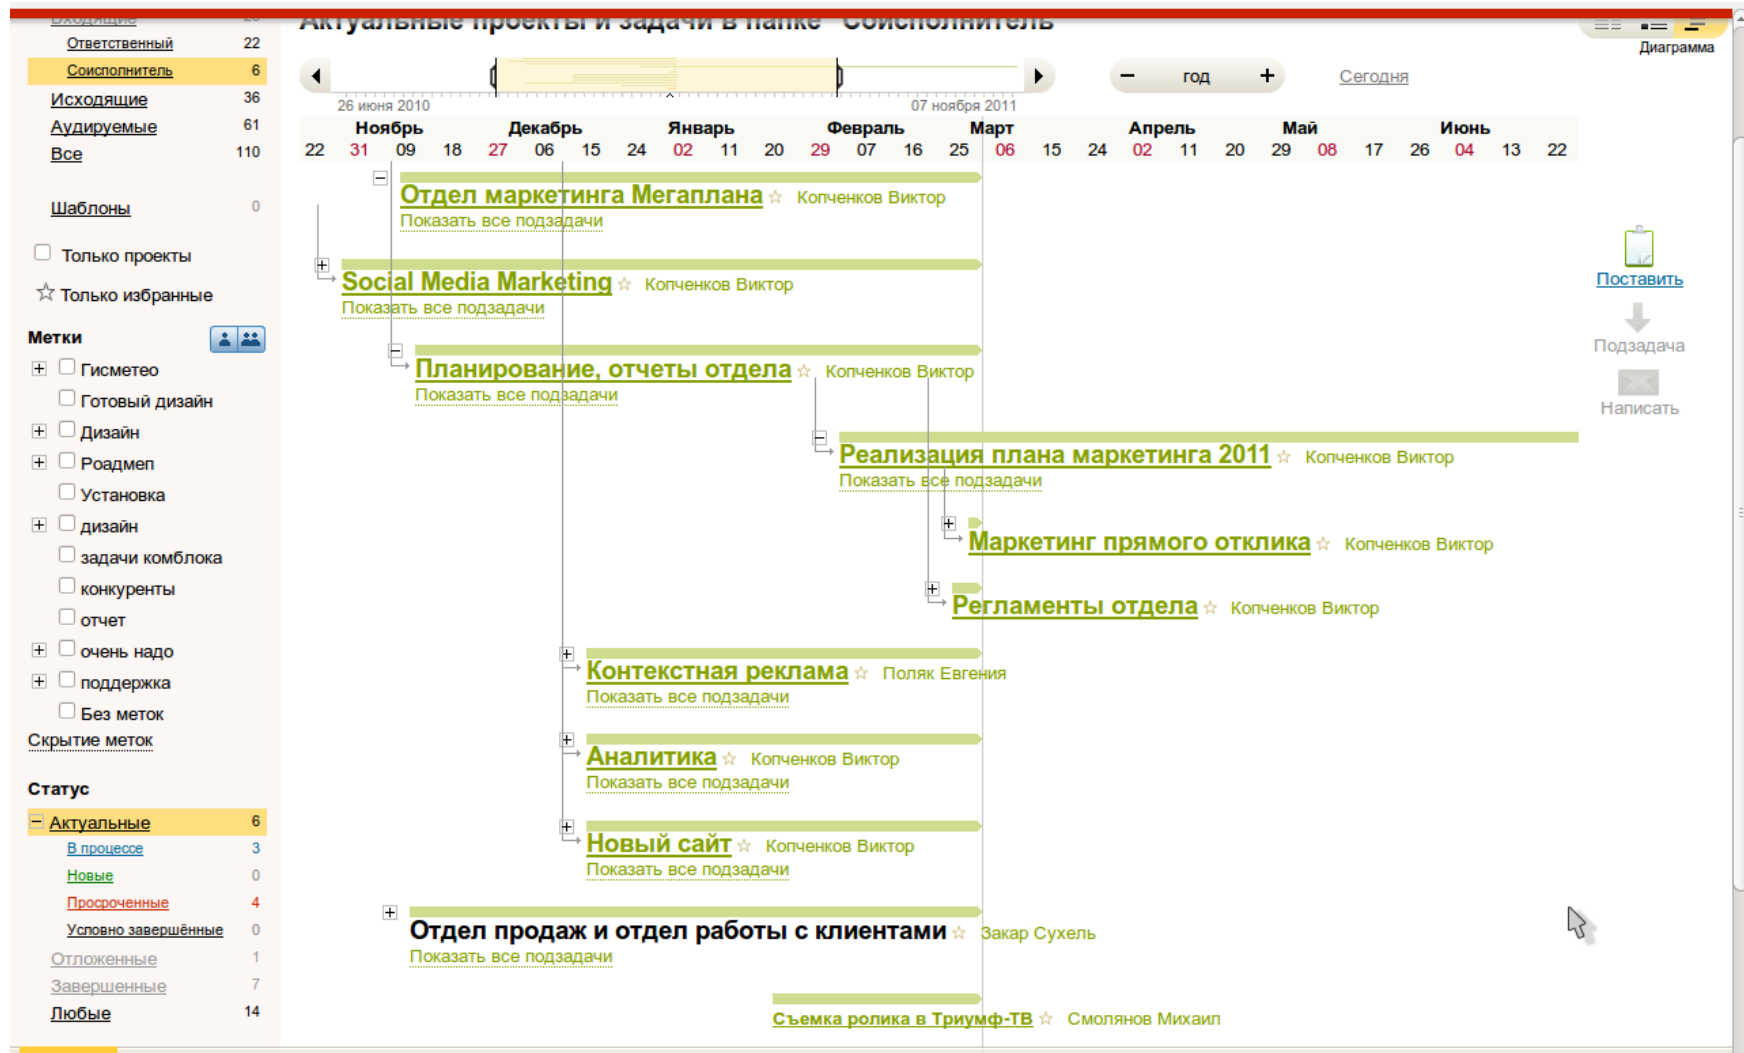 Входящие
Ответственный 22
Соисполнитель 6
Исходящие 36
Аудируемые 61
Все 110
Шаблоны 0
Только проекты
Только избранные
Метки
Гисметео
Готовый дизайн
Дизайн
Роадмеп
Установка
дизайн
задачи комблока
конкуренты
отчет
очень надо
поддержка
Без меток
Скрытие меток
Статус
Актуальные 6
В процессе 3
Новые 0
Просроченные 4
Условно завершённые 0
Отложенные 1
Завершенные 7
Любые 14
Актуальные проекты и задачи в папке "Соисполнитель"
Диаграмма
− год + Сегодня
26 июня 2010 07 ноября 2011
Ноябрь Декабрь Январь Февраль Март Апрель Май Июнь
22 31 09 18 27 06 15 24 02 11 20 29 07 16 25 06 15 24 02 11 20 29 08 17 26 04 13 22
Отдел маркетинга Мегаплана Копченков Виктор
Показать все подзадачи
Social Media Marketing Копченков Виктор
Показать все подзадачи
Планирование, отчеты отдела Копченков Виктор
Показать все подзадачи
Реализация плана маркетинга 2011 Копченков Виктор
Показать все подзадачи
Маркетинг прямого отклика Копченков Виктор
Регламенты отдела Копченков Виктор
Контекстная реклама Поляк Евгения
Показать все подзадачи
Аналитика Копченков Виктор
Показать все подзадачи
Новый сайт Копченков Виктор
Показать все подзадачи
Отдел продаж и отдел работы с клиентами Закар Сухель
Показать все подзадачи
Съемка ролика в Триумф-ТВ Смолянов Михаил
Поставить
Подзадача
Написать